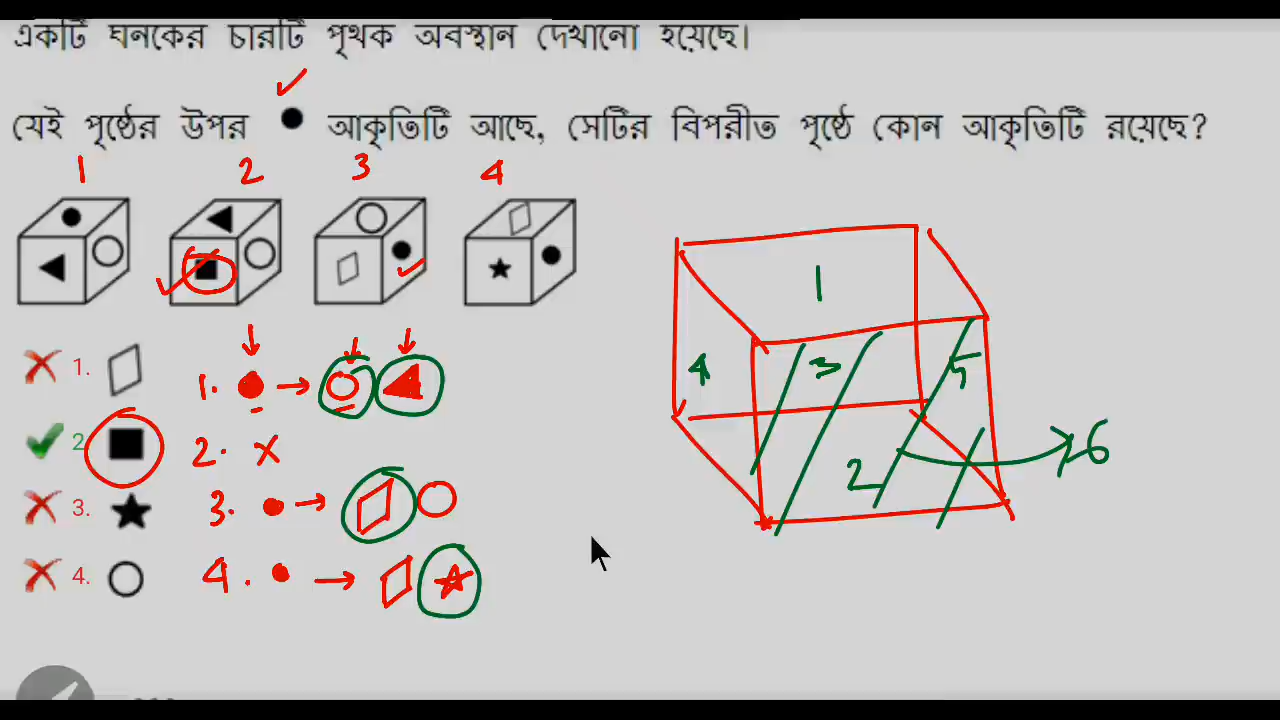 একটি ঘনকের চারটি পৃথক অবস্থান দেখানো হয়েছে।
যেই পৃষ্ঠের উপর ● আকৃতিটি আছে, সেটির বিপরীত পৃষ্ঠে কোন আকৃতিটি রয়েছে?
1 2 3 4
1.
2
3.
4.
1. ● → ○ ◀
2. ×
3. ● → ▱ ○
4. ● → ▱ ☆
1
4 3 5
2 6